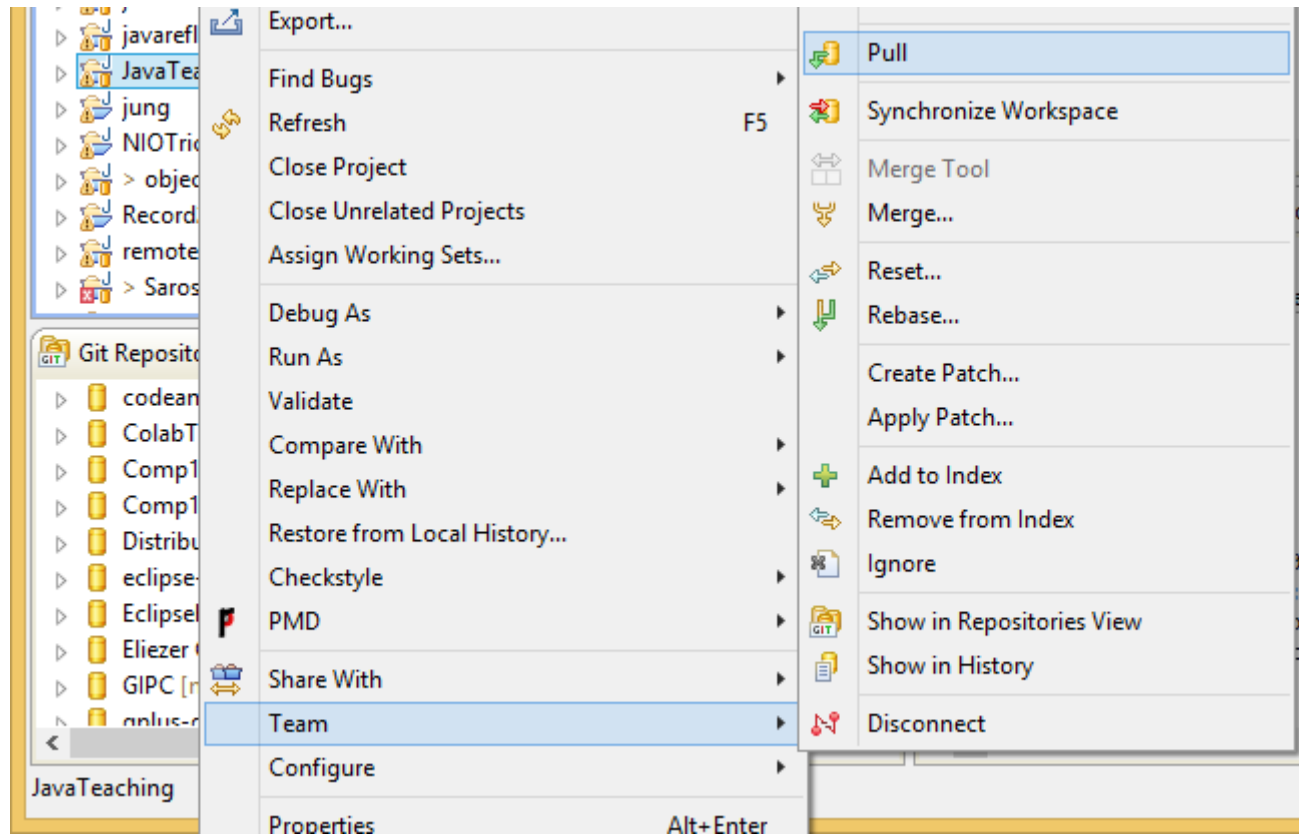 javarefl
JavaTea
jung
NIOTric
> objec
Record
remote
> Saros
Git Reposito
codean
ColabT
Comp1
Comp1
Distribu
eclipse-
Eclipse
Eliezer
GIPC [r
gplus-c
JavaTeaching
Export...
Find Bugs
Refresh F5
Close Project
Close Unrelated Projects
Assign Working Sets...
Debug As
Run As
Validate
Compare With
Replace With
Restore from Local History...
Checkstyle
PMD
Share With
Team
Configure
Properties Alt+Enter
Pull
Synchronize Workspace
Merge Tool
Merge...
Reset...
Rebase...
Create Patch...
Apply Patch...
Add to Index
Remove from Index
Ignore
Show in Repositories View
Show in History
Disconnect